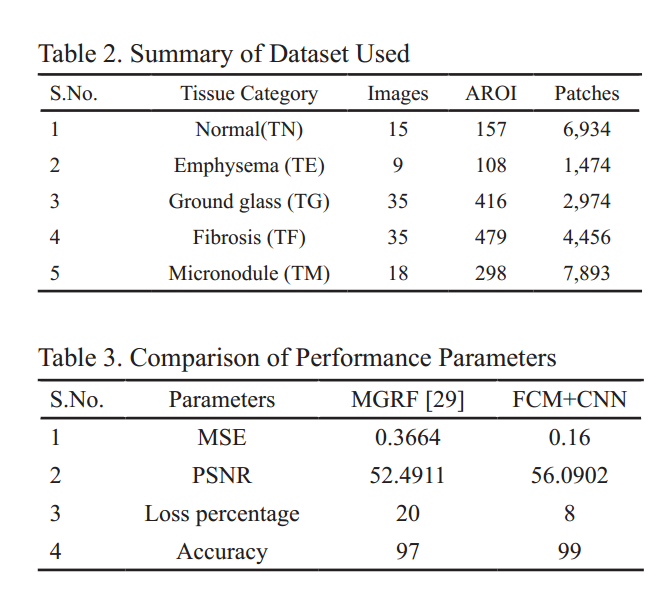 Table 2. Summary of Dataset Used
S.No. Tissue Category Images AROI Patches
1 Normal(TN) 15 157 6,934
2 Emphysema (TE) 9 108 1,474
3 Ground glass (TG) 35 416 2,974
4 Fibrosis (TF) 35 479 4,456
5 Micronodule (TM) 18 298 7,893
Table 3. Comparison of Performance Parameters
S.No. Parameters MGRF [29] FCM+CNN
1 MSE 0.3664 0.16
2 PSNR 52.4911 56.0902
3 Loss percentage 20 8
4 Accuracy 97 99